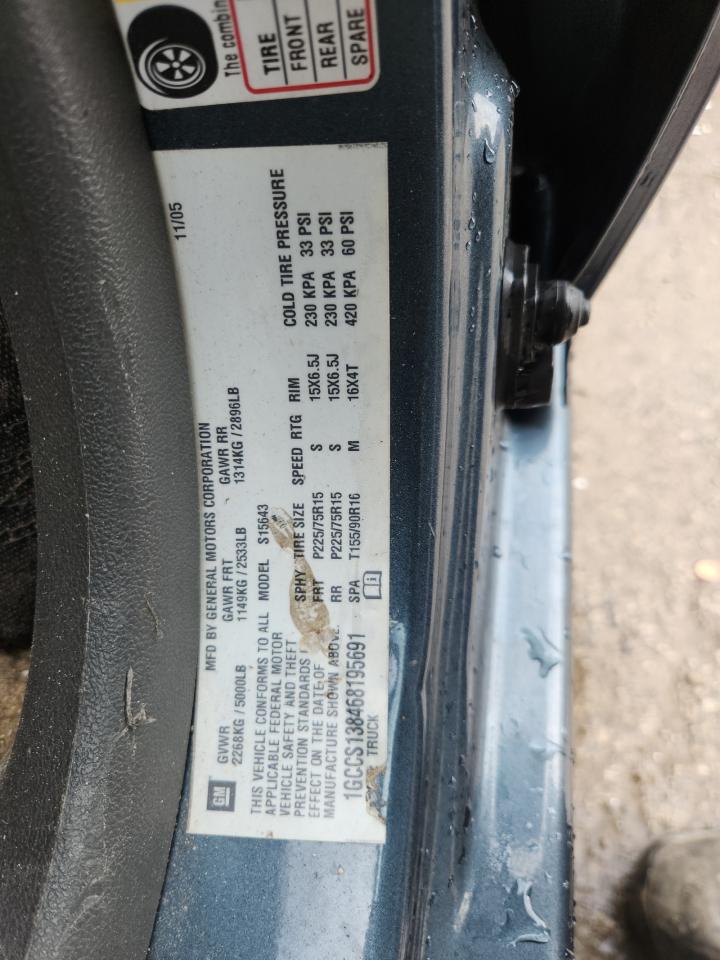 The combin
TIRE
FRONT
REAR
SPARE
MFD BY GENERAL MOTORS CORPORATION 11/05
GVWR GAWR FRT GAWR RR
2268KG / 5000LB 1149KG / 2533LB 1314KG / 2896LB
GM
THIS VEHICLE CONFORMS TO ALL
APPLICABLE FEDERAL MOTOR
VEHICLE SAFETY AND THEFT
PREVENTION STANDARDS
EFFECT ON THE DATE OF
MANUFACTURE SHOWN ABOVE.
1GCCS138468195691
TRUCK
MODEL S15643
SPHY TIRE SIZE SPEED RTG RIM COLD TIRE PRESSURE
FRT P225/75R15 S 15X6.5J 230 KPA 33 PSI
RR P225/75R15 S 15X6.5J 230 KPA 33 PSI
SPA T155/90R16 M 16X4T 420 KPA 60 PSI